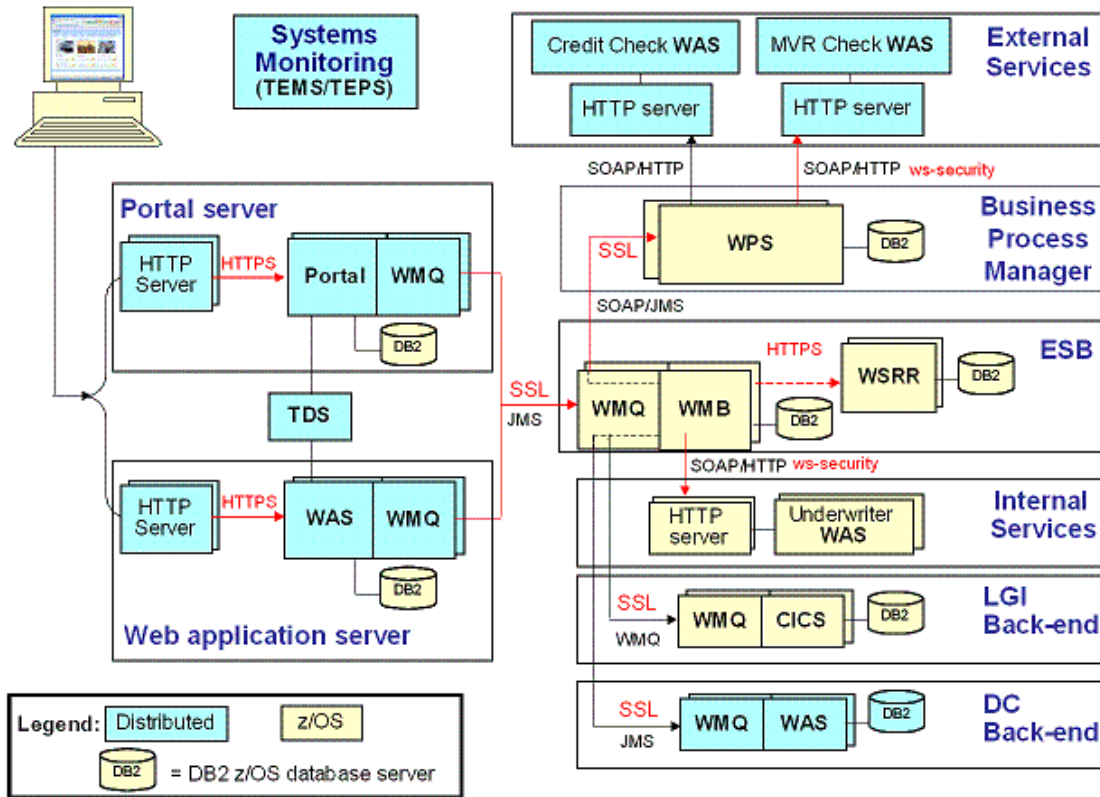 Systems
Monitoring
(TEMS/TEPS)
Credit Check WAS
MVR Check WAS
HTTP server
HTTP server
External
Services
SOAP/HTTP
SOAP/HTTP ws-security
Portal server
HTTP
Server
HTTPS
Portal
WMQ
DB2
TDS
HTTP
Server
HTTPS
WAS
WMQ
DB2
Web application server
SSL
JMS
Business
Process
Manager
WPS
DB2
SSL
SOAP/JMS
ESB
HTTPS
WMQ
WMB
DB2
WSRR
DB2
SOAP/HTTP ws-security
Internal
Services
HTTP
server
Underwriter
WAS
LGI
Back-end
SSL
WMQ
WMQ
CICS
DB2
DC
Back-end
SSL
JMS
WMQ
WAS
DB2
Legend:
Distributed
z/OS
DB2
= DB2 z/OS database server